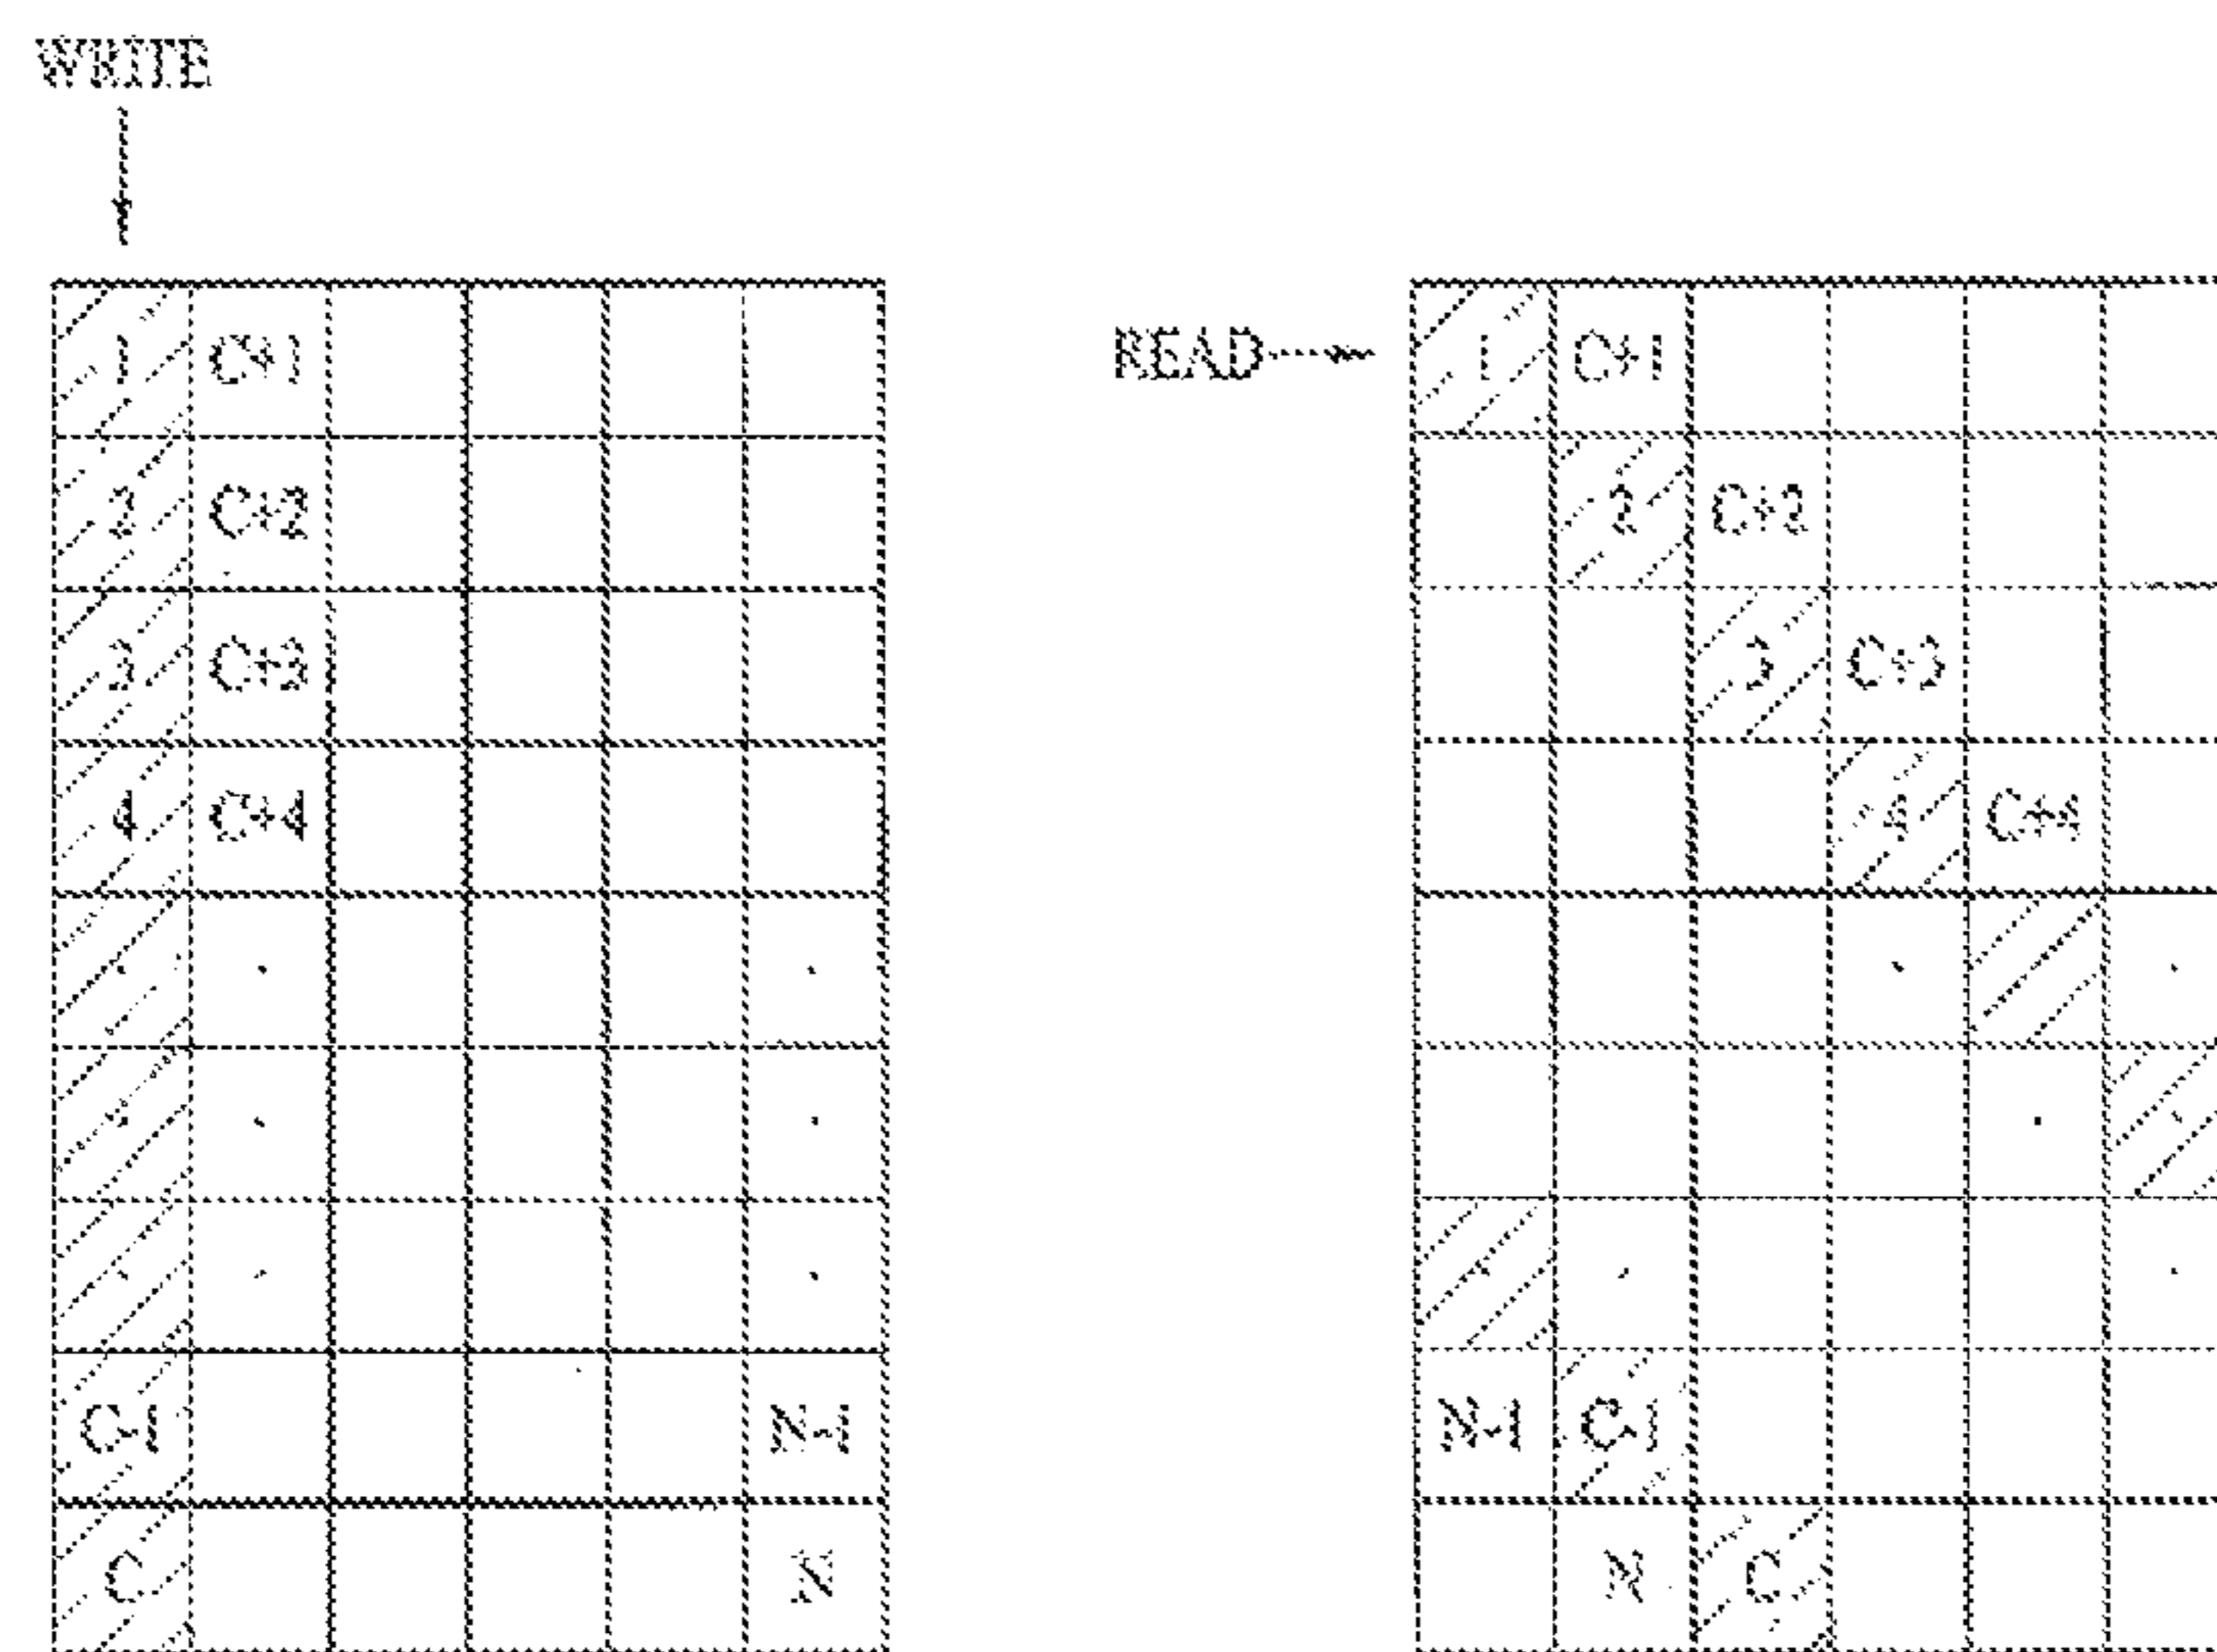 WRITE
1 C+1
READ 1 C+1
2 C+2
2 C+2
3 C+3
3 C+3
4 C+4
4 C+4
C-1 N-1
N-1 C-1
C N
N C